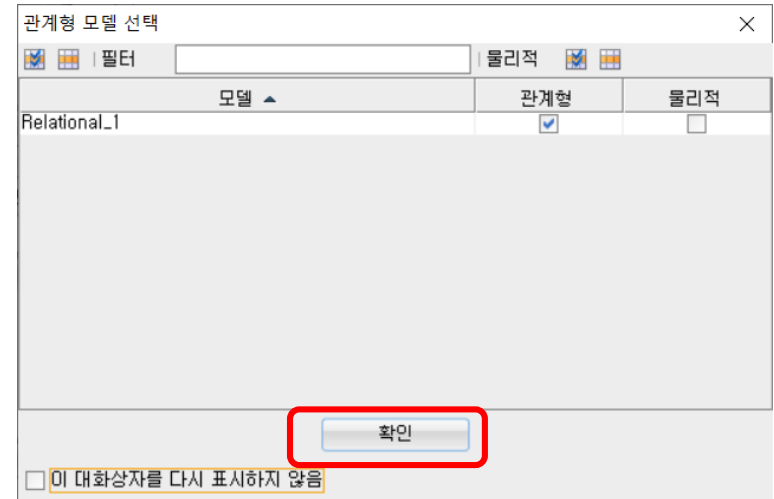 관계형 모델 선택
필터 물리적
모델 관계형 물리적
Relational_1
확인
이 대화상자를 다시 표시하지 않음